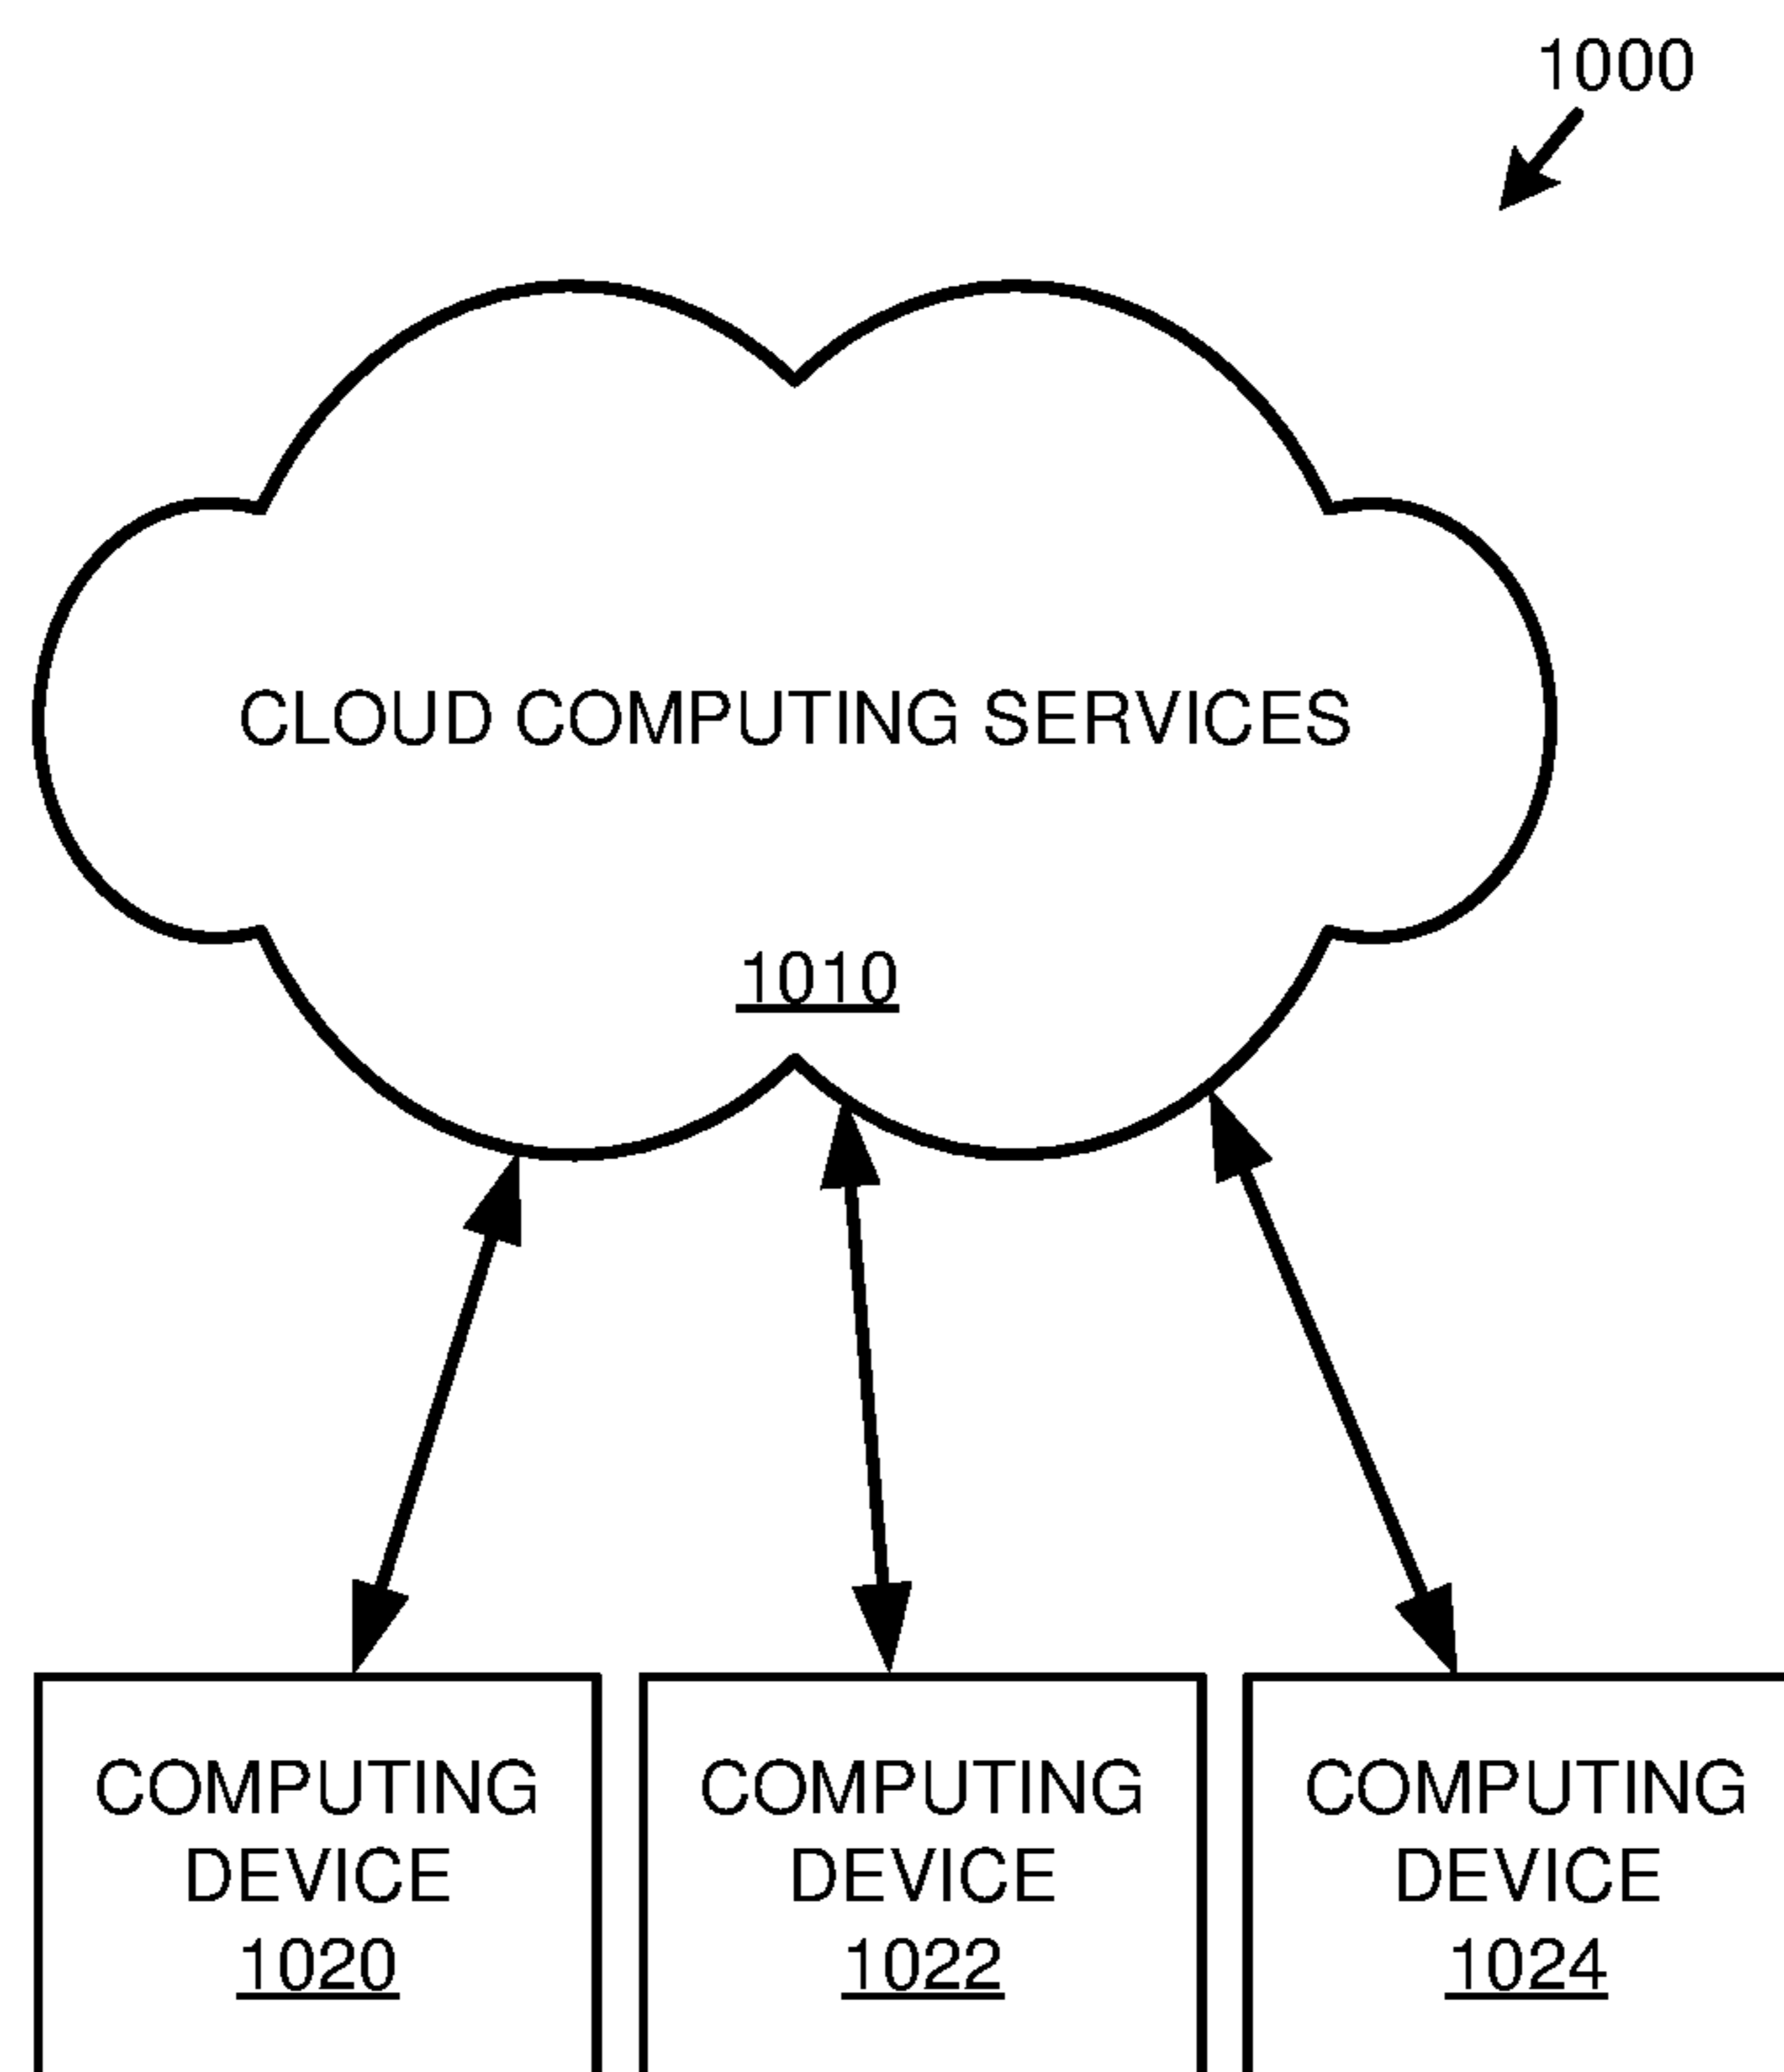 1000
CLOUD COMPUTING SERVICES
1010
COMPUTING
DEVICE
1020
COMPUTING
DEVICE
1022
COMPUTING
DEVICE
1024